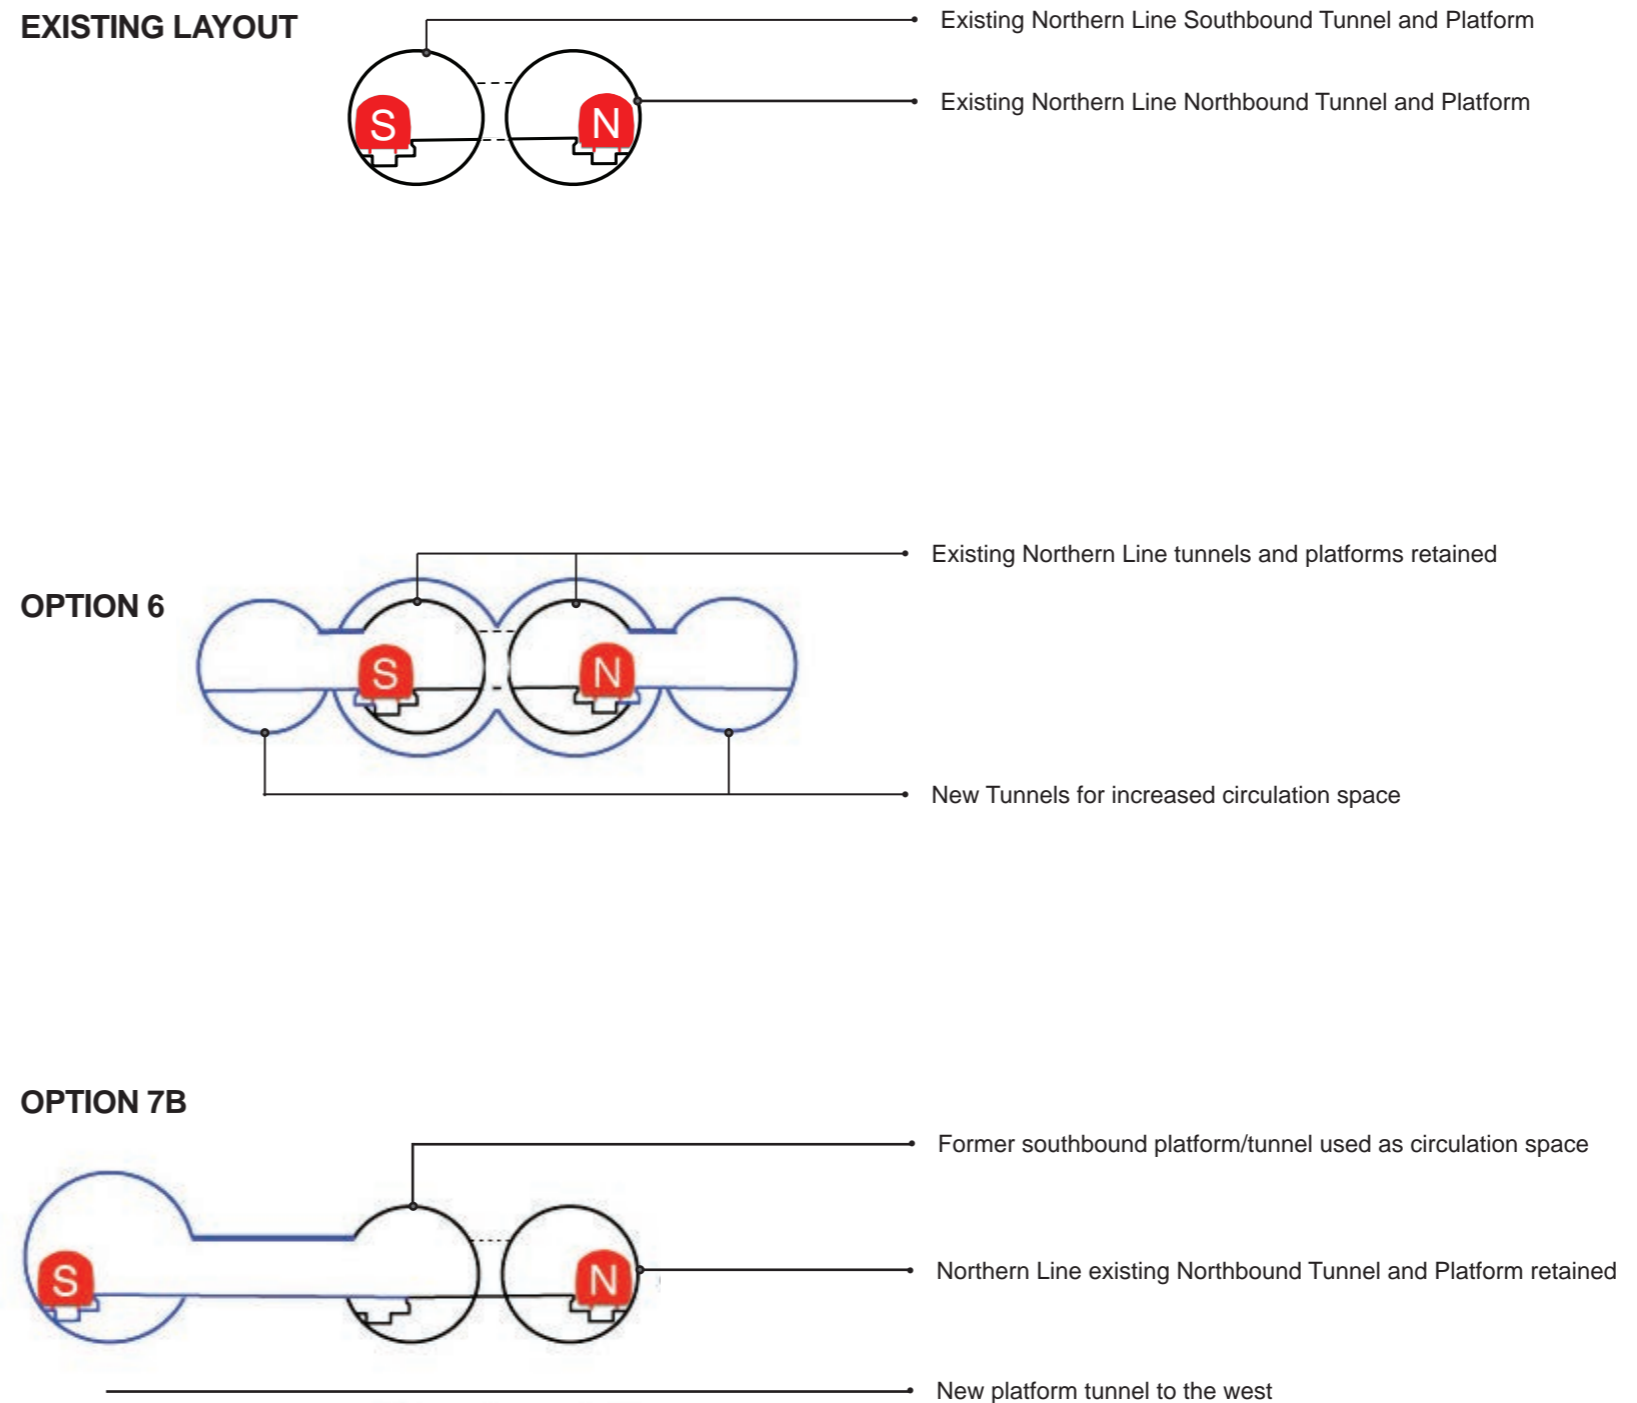 EXISTING LAYOUT
Existing Northern Line Southbound Tunnel and Platform
Existing Northern Line Northbound Tunnel and Platform
S
N
OPTION 6
Existing Northern Line tunnels and platforms retained
S
N
New Tunnels for increased circulation space
OPTION 7B
Former southbound platform/tunnel used as circulation space
S
N
Northern Line existing Northbound Tunnel and Platform retained
New platform tunnel to the west